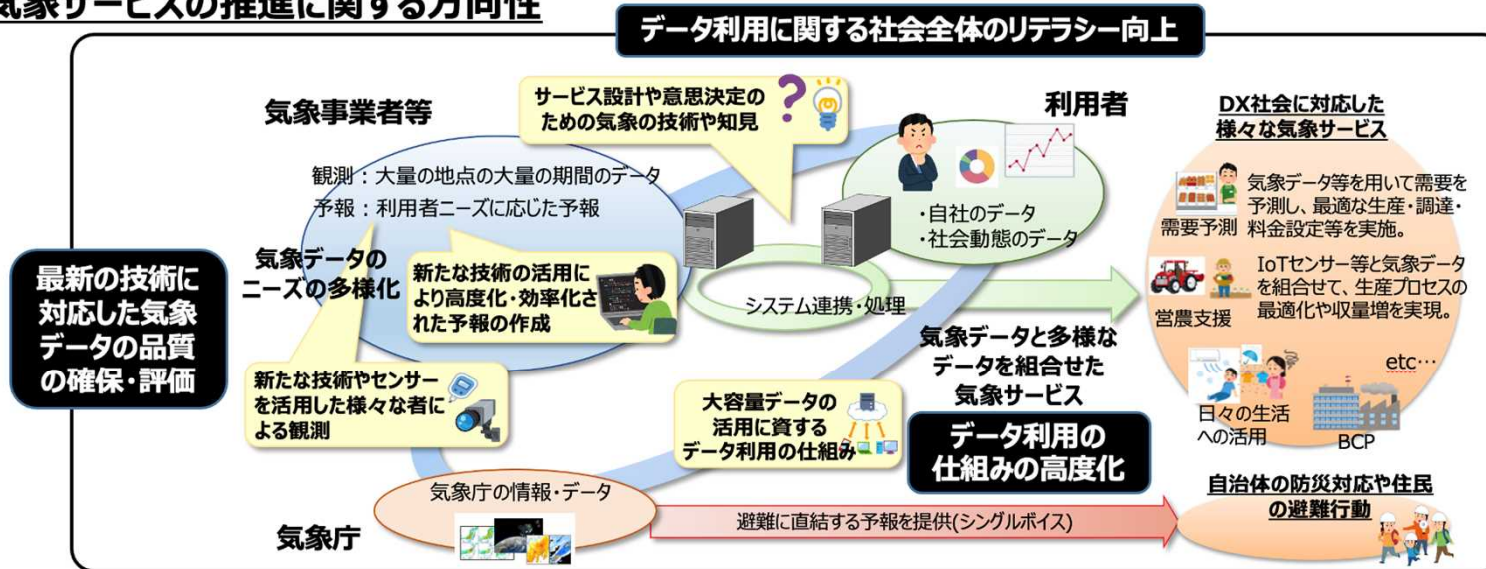 気象サービスの推進に関する方向性
データ利用に関する社会全体のリテラシー向上
気象事業者等
サービス設計や意思決定の
ための気象の技術や知見
利用者
観測：大量の地点の大量の期間のデータ
予報：利用者ニーズに応じた予報
・自社のデータ
・社会動態のデータ
気象データの
ニーズの多様化
新たな技術の活用に
より高度化・効率化さ
れた予報の作成
システム連携・処理
最新の技術に
対応した気象
データの品質
の確保・評価
新たな技術やセンサー
を活用した様々な者に
よる観測
大容量データの
活用に資する
データ利用の仕組み
気象データと多様な
データを組合せた
気象サービス
データ利用の
仕組みの高度化
気象庁の情報・データ
気象庁
避難に直結する予報を提供(シングルボイス)
DX社会に対応した
様々な気象サービス
需要予測
気象データ等を用いて需要を
予測し、最適な生産・調達・
料金設定等を実施。
営農支援
IoTセンサー等と気象データ
を組合せて、生産プロセスの
最適化や収量増を実現。
日々の生活
への活用
etc…
BCP
自治体の防災対応や住民
の避難行動